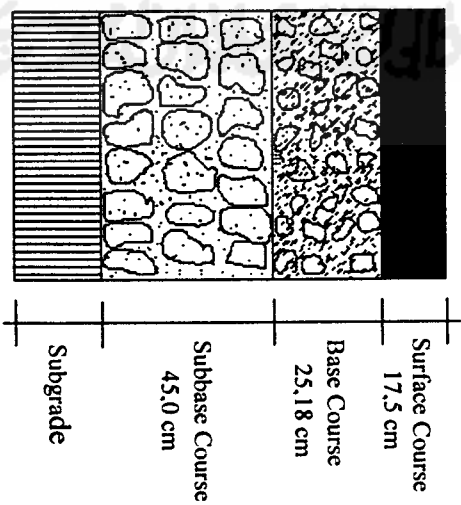 Surface Course
17,5 cm
Base Course
25,18 cm
Subbase Course
45,0 cm
Subgrade